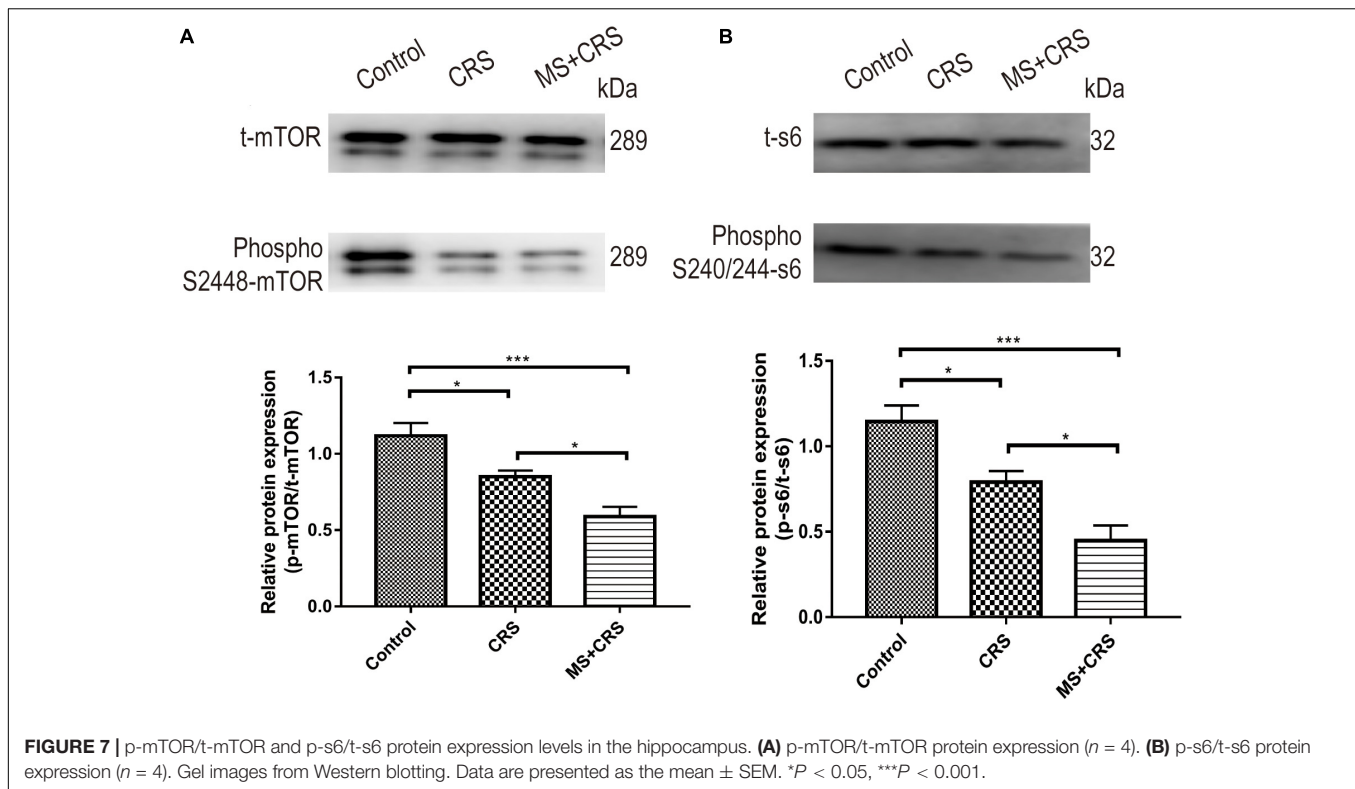 A
Control CRS MS+CRS
kDa
t-mTOR 289
Phospho
S2448-mTOR 289
***
*
*
Relative protein expression
(p-mTOR/t-mTOR)
1.5
1.0
0.5
0.0
Control CRS MS+CRS
B
Control CRS MS+CRS
kDa
t-s6 32
Phospho
S240/244-s6 32
***
*
*
Relative protein expression
(p-s6/t-s6)
1.5
1.0
0.5
0.0
Control CRS MS+CRS
FIGURE 7 | p-mTOR/t-mTOR and p-s6/t-s6 protein expression levels in the hippocampus. (A) p-mTOR/t-mTOR protein expression (n = 4). (B) p-s6/t-s6 protein
expression (n = 4). Gel images from Western blotting. Data are presented as the mean ± SEM. *P < 0.05, ***P < 0.001.